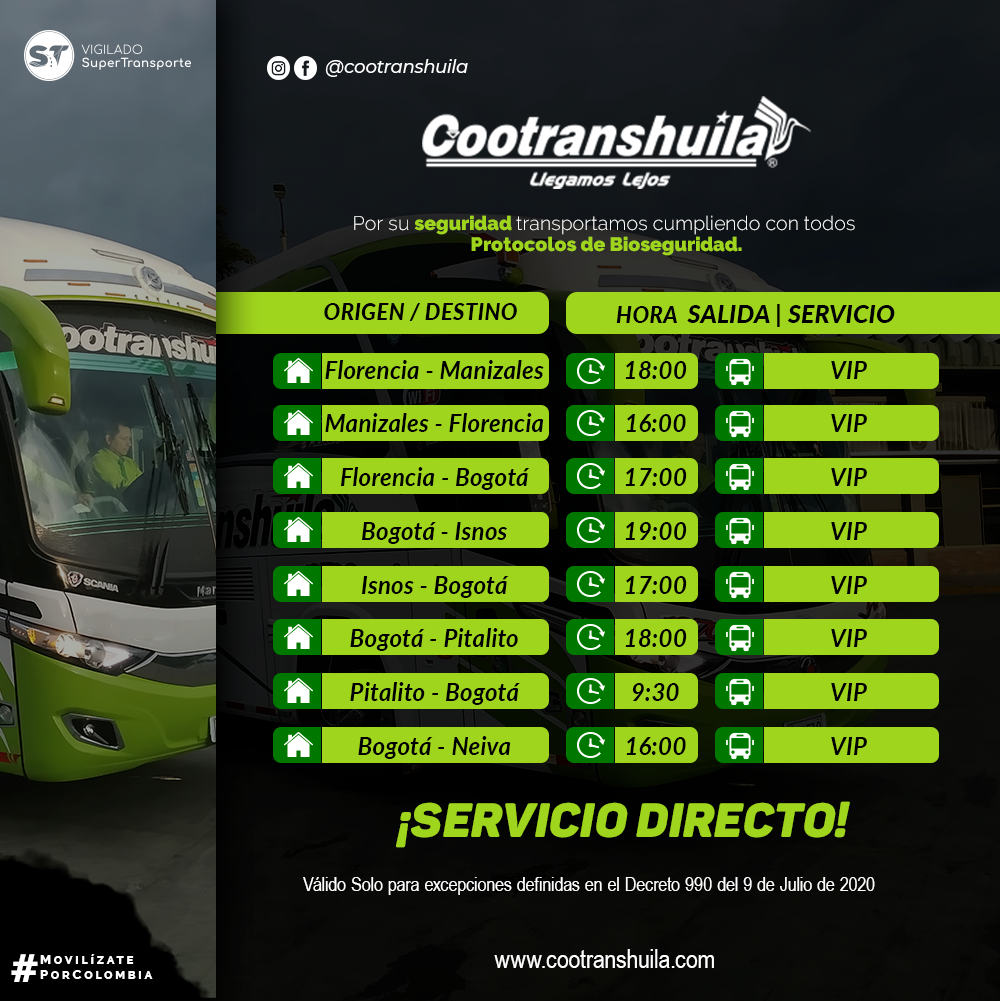 ST VIGILADO
SuperTransporte
@cootranshuila
Cootranshuila
®
Llegamos Lejos
Por su seguridad transportamos cumpliendo con todos
Protocolos de Bioseguridad.
ORIGEN / DESTINO HORA SALIDA | SERVICIO
Florencia - Manizales 18:00 VIP
Manizales - Florencia 16:00 VIP
Florencia - Bogotá 17:00 VIP
Bogotá - Isnos 19:00 VIP
Isnos - Bogotá 17:00 VIP
Bogotá - Pitalito 18:00 VIP
Pitalito - Bogotá 9:30 VIP
Bogotá - Neiva 16:00 VIP
ootranshu
SCANIA
¡SERVICIO DIRECTO!
Válido Solo para excepciones definidas en el Decreto 990 del 9 de Julio de 2020
#MOVILÍZATE
PORCOLOMBIA
www.cootranshuila.com